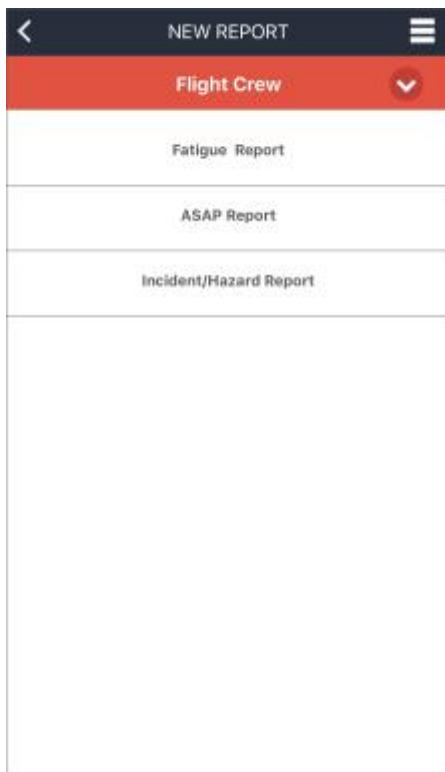 NEW REPORT
Flight Crew
Fatigue Report
ASAP Report
Incident/Hazard Report